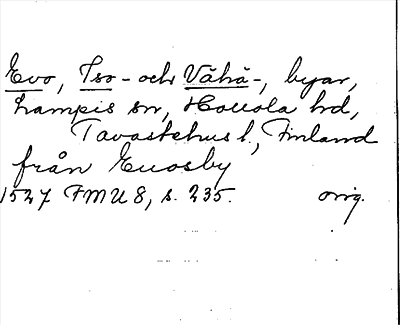 Evo, Iso- och Vähä-, byar,
Lampis sn, Hollola hd,
Tavastehus l., Finland
från Euosby
1527 FMU 8, s. 235. orig.